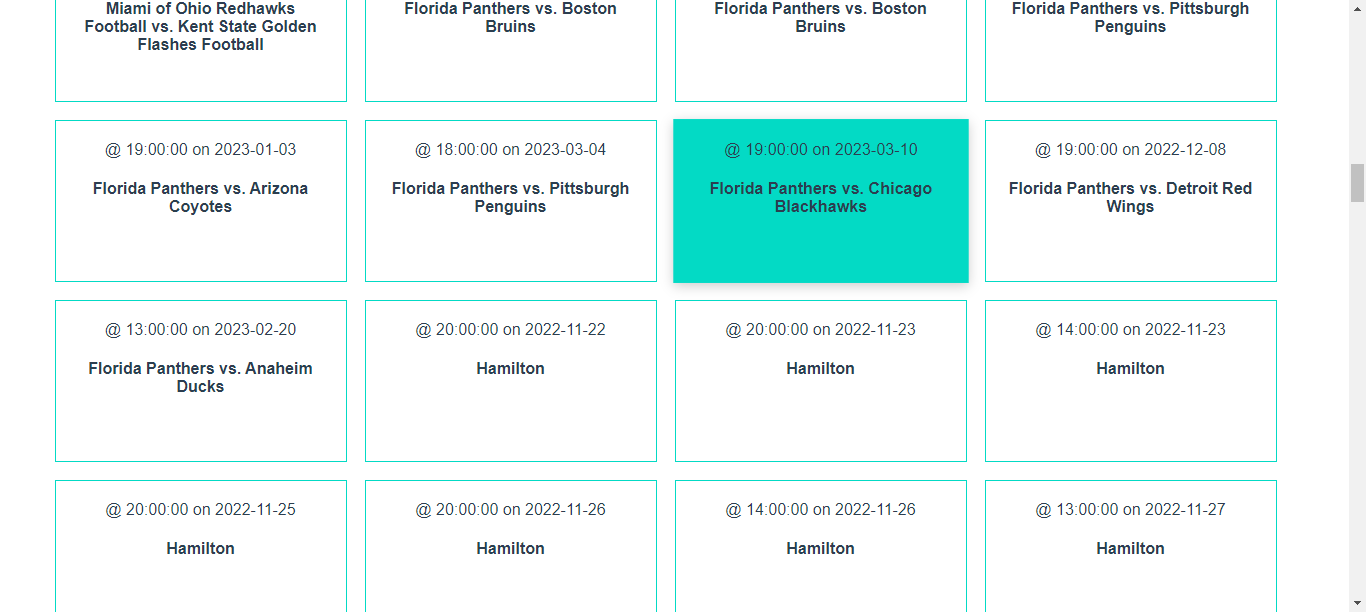 Miami of Ohio Redhawks
Football vs. Kent State Golden
Flashes Football
Florida Panthers vs. Boston
Bruins
Florida Panthers vs. Boston
Bruins
Florida Panthers vs. Pittsburgh
Penguins
@ 19:00:00 on 2023-01-03
Florida Panthers vs. Arizona
Coyotes
@ 18:00:00 on 2023-03-04
Florida Panthers vs. Pittsburgh
Penguins
@ 19:00:00 on 2023-03-10
Florida Panthers vs. Chicago
Blackhawks
@ 19:00:00 on 2022-12-08
Florida Panthers vs. Detroit Red
Wings
@ 13:00:00 on 2023-02-20
Florida Panthers vs. Anaheim
Ducks
@ 20:00:00 on 2022-11-22
Hamilton
@ 20:00:00 on 2022-11-23
Hamilton
@ 14:00:00 on 2022-11-23
Hamilton
@ 20:00:00 on 2022-11-25
Hamilton
@ 20:00:00 on 2022-11-26
Hamilton
@ 14:00:00 on 2022-11-26
Hamilton
@ 13:00:00 on 2022-11-27
Hamilton